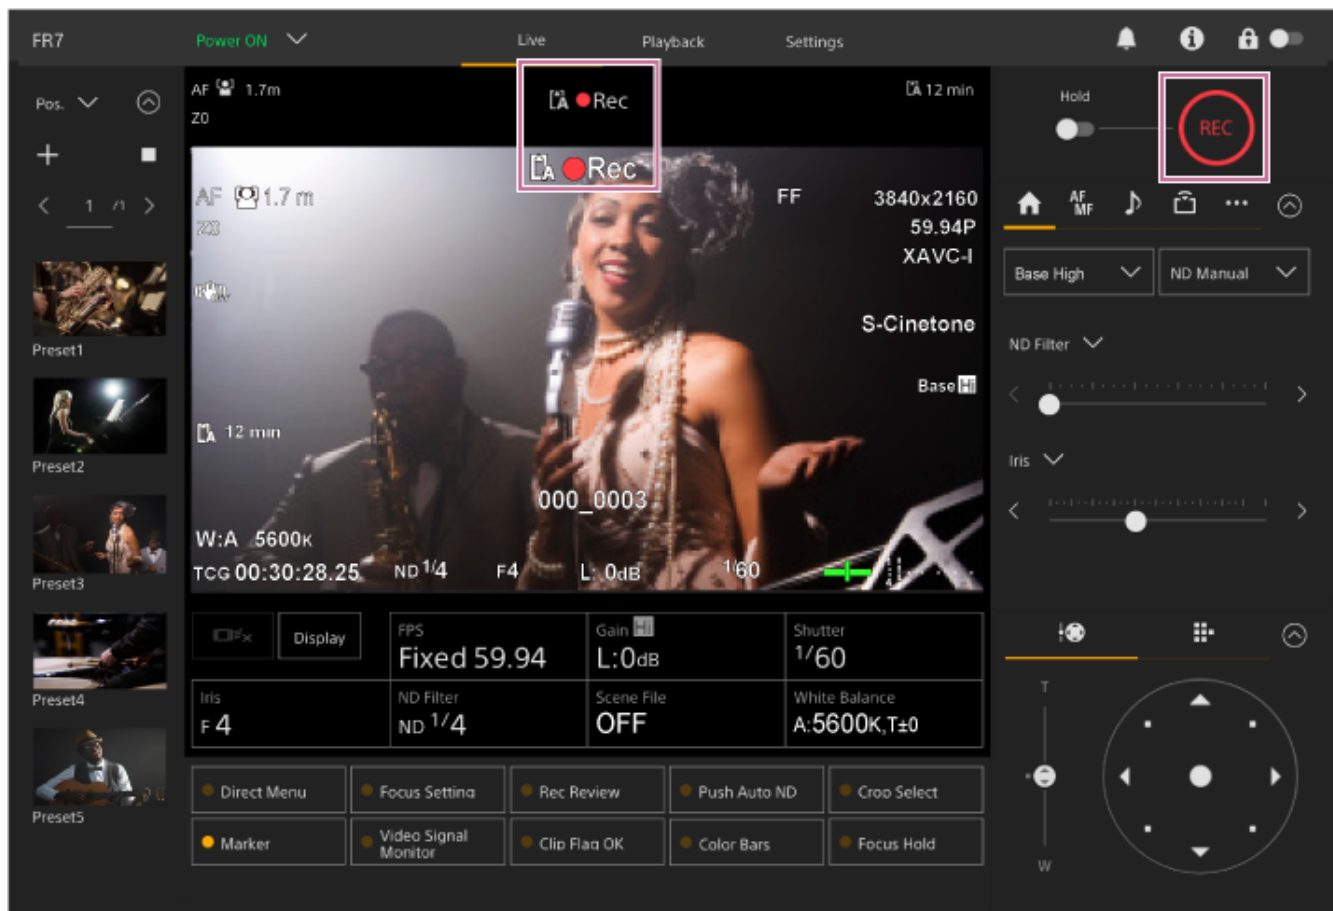 FR7
Power ON
Live
Playback
Settings
Pos.
1 /1
Preset1
Preset2
Preset3
Preset4
Preset5
AF 1.7m
Z0
A Rec
A 12 min
A Rec
AF 1.7 m
Z0
FF
3840x2160
59.94P
XAVC-I
S-Cinetone
Base Hi
A 12 min
000_0003
W:A 5600K
TCG 00:30:28.25
ND 1/4
F4
L: 0dB
1/60
Display
FPS
Fixed 59.94
Gain Hi
L:0dB
Shutter
1/60
Iris
F 4
ND Filter
ND 1/4
Scene File
OFF
White Balance
A:5600K,T±0
Direct Menu
Focus Setting
Rec Review
Push Auto ND
Crop Select
Marker
Video Signal
Monitor
Clip Flag OK
Color Bars
Focus Hold
Hold
REC
AF
MF
Base High
ND Manual
ND Filter
Iris
T
W